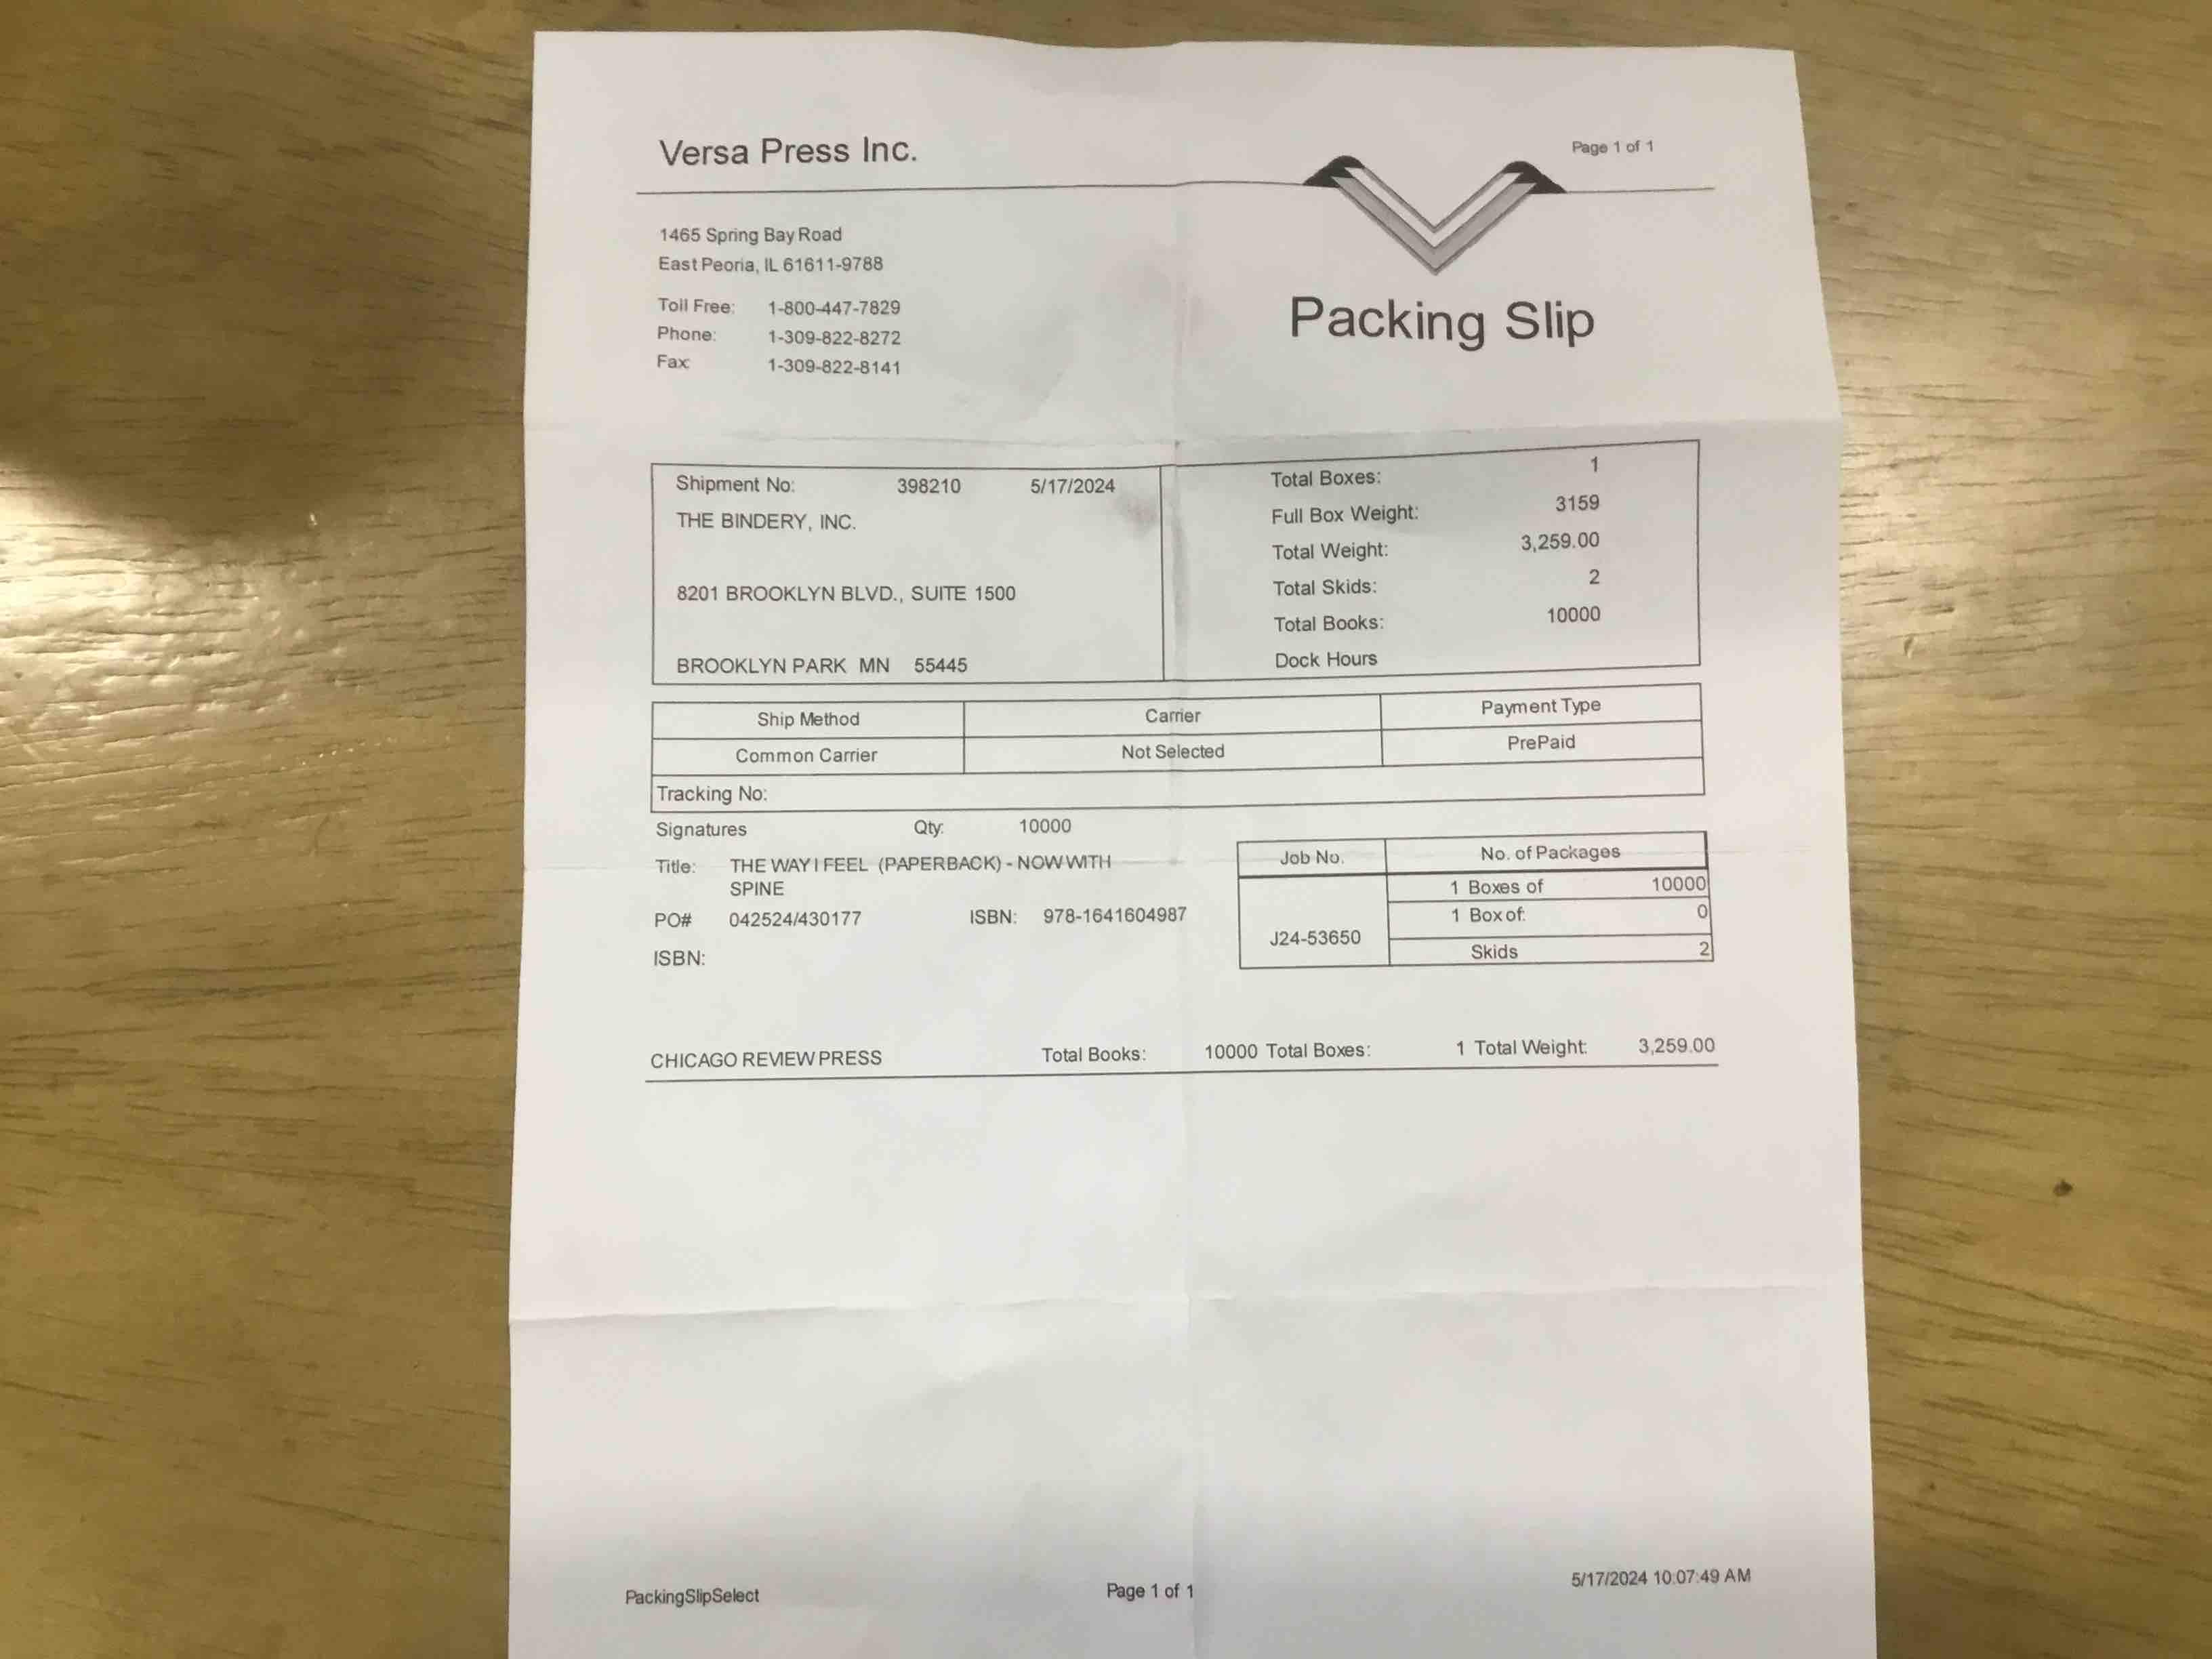 Versa Press Inc.
Page 1 of 1
1465 Spring Bay Road
East Peoria, IL 61611-9788
Toll Free: 1-800-447-7829
Phone: 1-309-822-8272
Fax: 1-309-822-8141
Packing Slip
Shipment No: 398210 5/17/2024
THE BINDERY, INC.
8201 BROOKLYN BLVD., SUITE 1500
BROOKLYN PARK MN 55445
Total Boxes: 1
Full Box Weight: 3159
Total Weight: 3,259.00
Total Skids: 2
Total Books: 10000
Dock Hours
Ship Method Carrier Payment Type
Common Carrier Not Selected PrePaid
Tracking No:
Signatures Qty: 10000
Title: THE WAY I FEEL (PAPERBACK) - NOW WITH
SPINE
PO# 042524/430177 ISBN: 978-1641604987
ISBN:
Job No. No. of Packages
J24-53650
1 Boxes of 10000
1 Box of: 0
Skids 2
CHICAGO REVIEW PRESS Total Books: 10000 Total Boxes: 1 Total Weight: 3,259.00
PackingSlipSelect Page 1 of 1 5/17/2024 10:07:49 AM